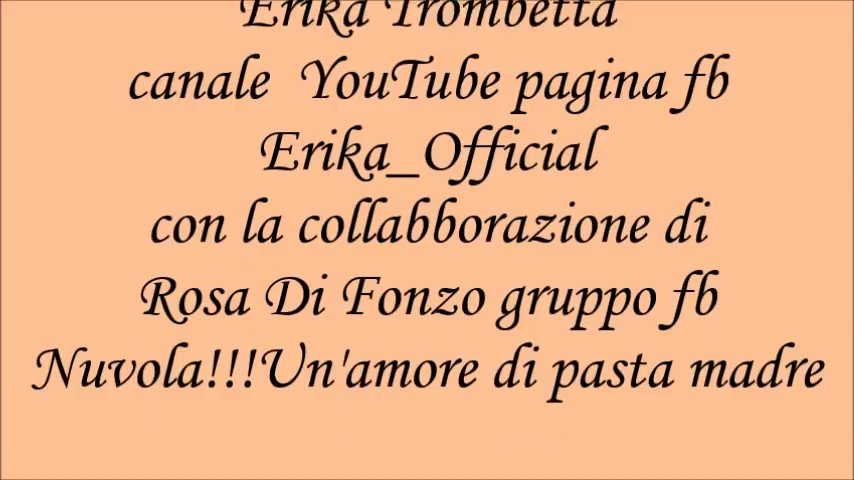 Erika Trombetta
canale YouTube pagina fb
Erika_Official
con la collabborazione di
Rosa Di Fonzo gruppo fb
Nuvola!!!Un'amore di pasta madre